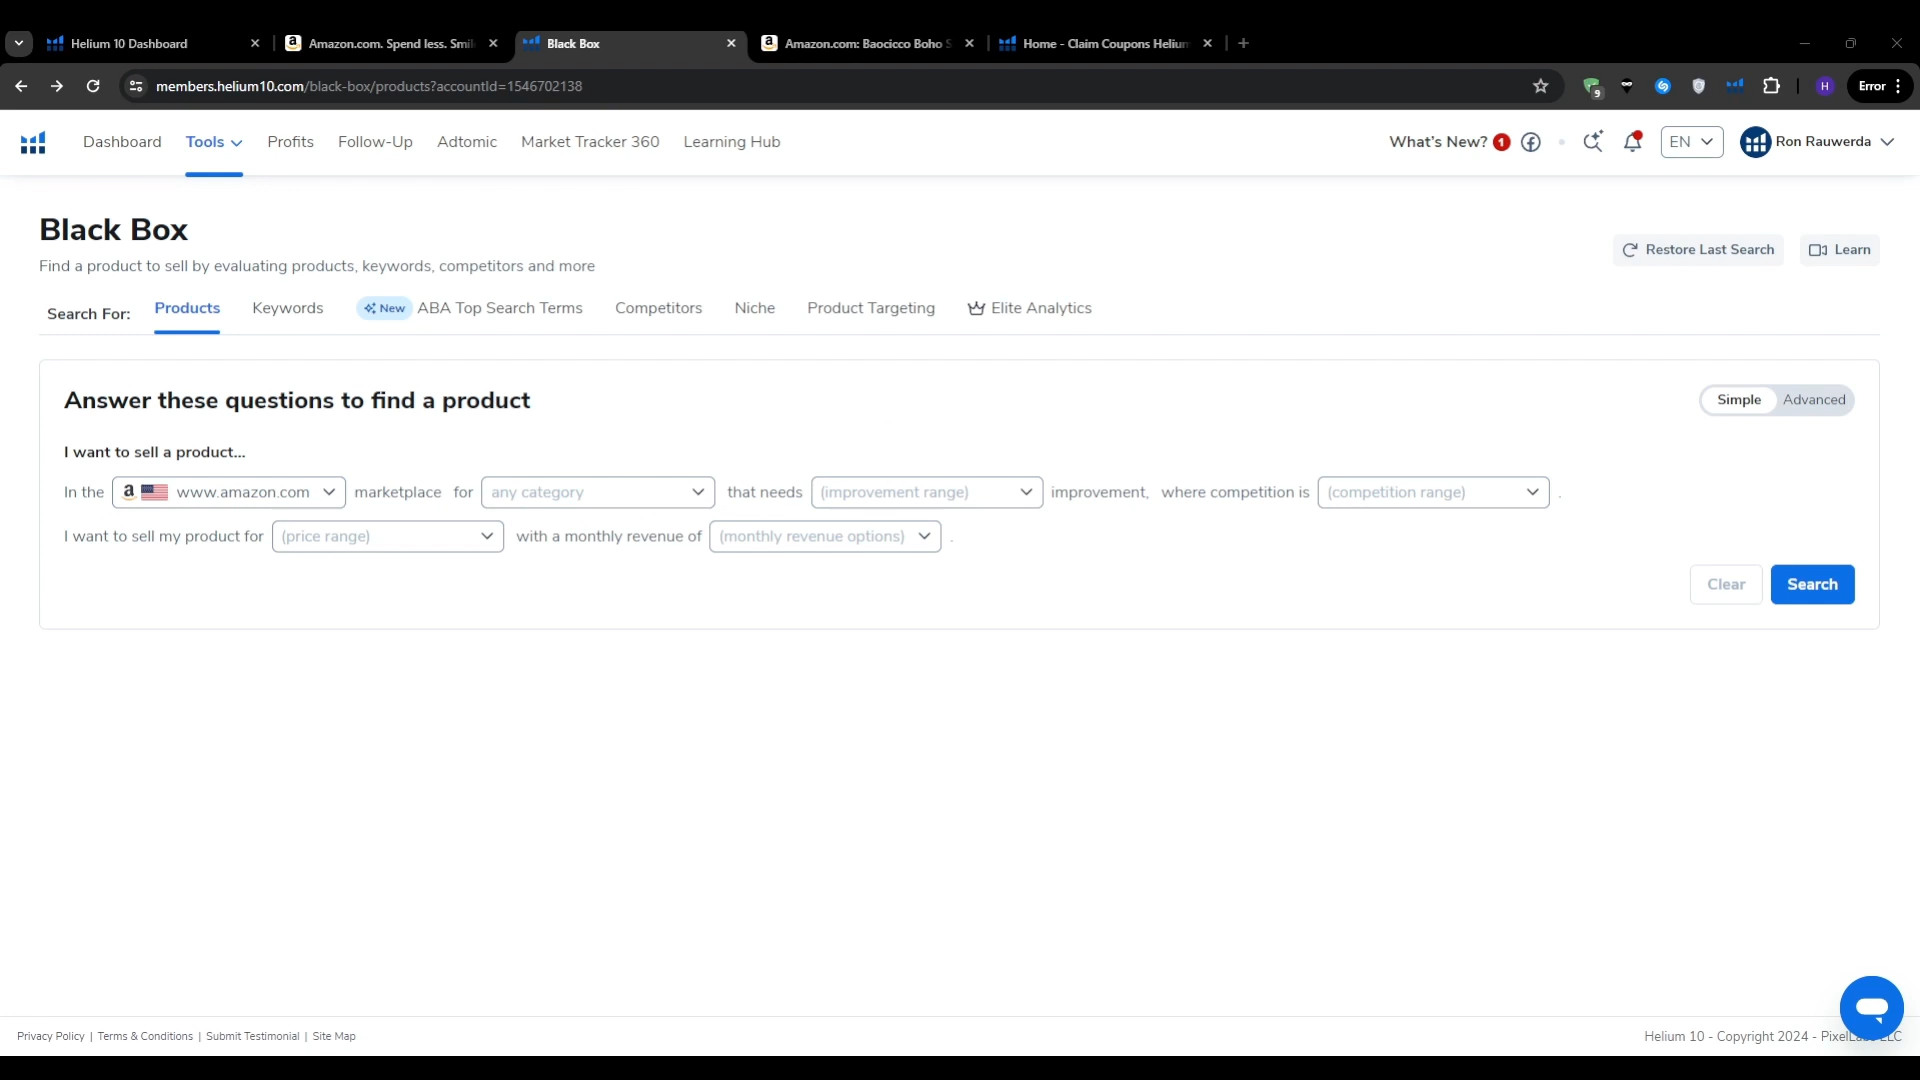 Helium 10 Dashboard
Amazon.com. Spend less. Smil
Black Box
Amazon.com: Baocicco Boho S
Home - Claim Coupons Helium
members.helium10.com/black-box/products?accountId=1546702138
9
H
Error
Dashboard
Tools
Profits
Follow-Up
Adtomic
Market Tracker 360
Learning Hub
What's New? 1
EN
Ron Rauwerda
Black Box
Find a product to sell by evaluating products, keywords, competitors and more
Restore Last Search
Learn
Search For:
Products
Keywords
New ABA Top Search Terms
Competitors
Niche
Product Targeting
Elite Analytics
Answer these questions to find a product
Simple
Advanced
I want to sell a product...
In the a www.amazon.com marketplace for any category that needs (improvement range) improvement, where competition is (competition range) .
I want to sell my product for (price range) with a monthly revenue of (monthly revenue options) .
Clear
Search
Privacy Policy | Terms & Conditions | Submit Testimonial | Site Map
Helium 10 - Copyright 2024 -